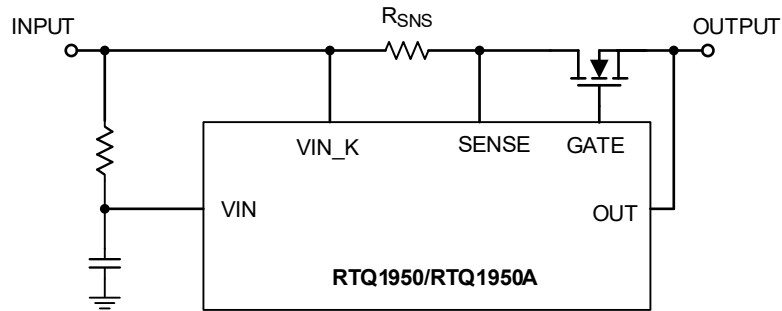 INPUT
RSNS
OUTPUT
VIN_K
SENSE
GATE
VIN
OUT
RTQ1950/RTQ1950A